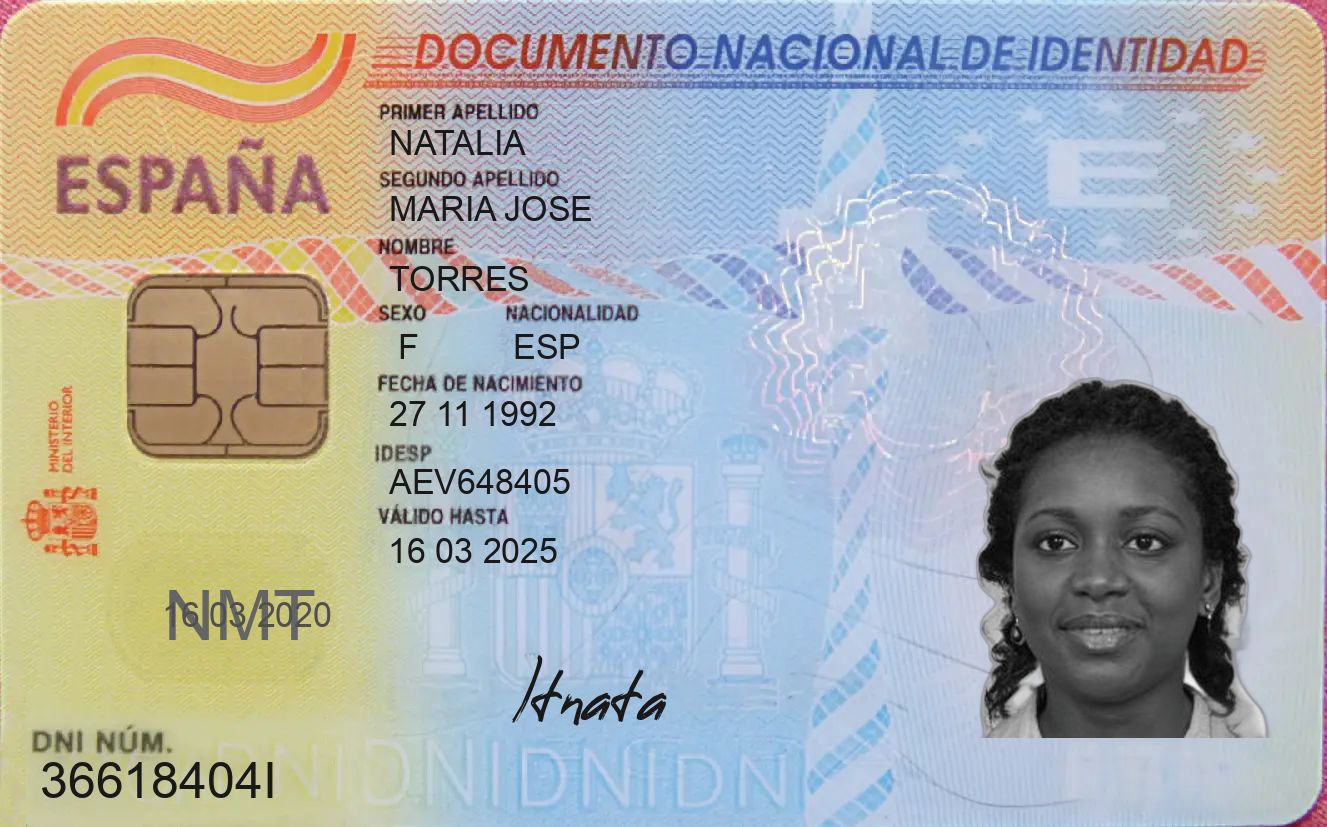 DOCUMENTO NACIONAL DE IDENTIDAD
ESPAÑA
E
PRIMER APELLIDO
NATALIA
SEGUNDO APELLIDO
MARIA JOSE
NOMBRE
TORRES
SEXO NACIONALIDAD
F ESP
FECHA DE NACIMIENTO
27 11 1992
IDESP
AEV648405
VÁLIDO HASTA
16 03 2025
MINISTERIO
DEL INTERIOR
NMT
16 03 2020
Itnata
DNI NÚM.
36618404I
DNIDNIDNIDNI